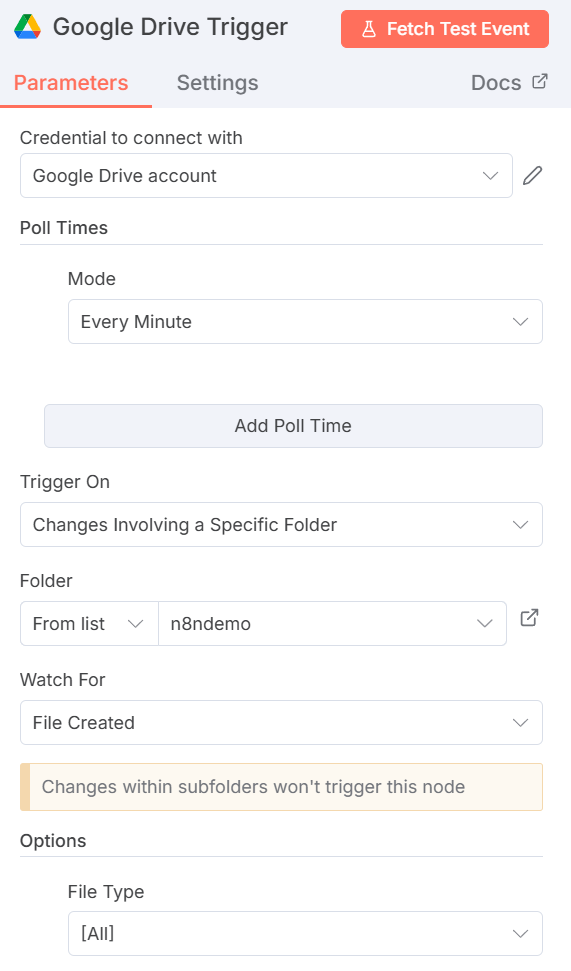 Google Drive Trigger
Fetch Test Event
Parameters
Settings
Docs
Credential to connect with
Google Drive account
Poll Times
Mode
Every Minute
Add Poll Time
Trigger On
Changes Involving a Specific Folder
Folder
From list
n8ndemo
Watch For
File Created
Changes within subfolders won't trigger this node
Options
File Type
[All]